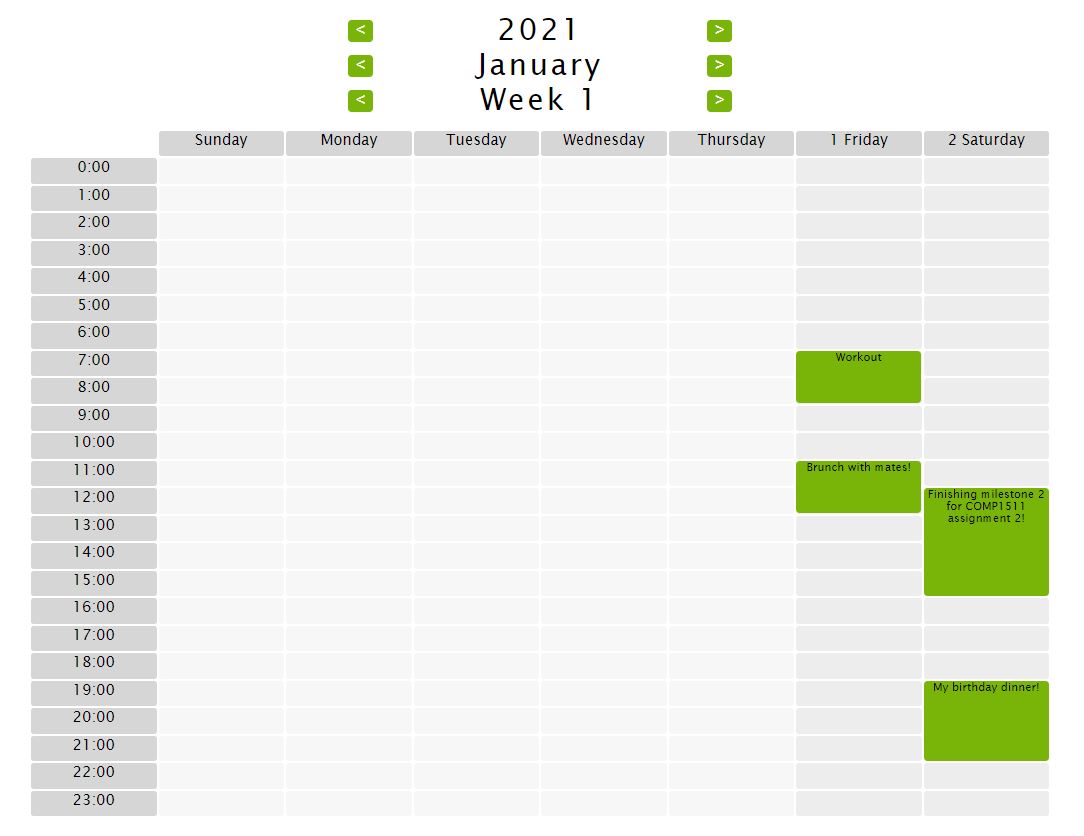 < 2021 >
< January >
< Week 1 >
Sunday Monday Tuesday Wednesday Thursday 1 Friday 2 Saturday
0:00
1:00
2:00
3:00
4:00
5:00
6:00
7:00 Workout
8:00
9:00
10:00
11:00 Brunch with mates!
12:00 Finishing milestone 2
for COMP1511
assignment 2!
13:00
14:00
15:00
16:00
17:00
18:00
19:00 My birthday dinner!
20:00
21:00
22:00
23:00